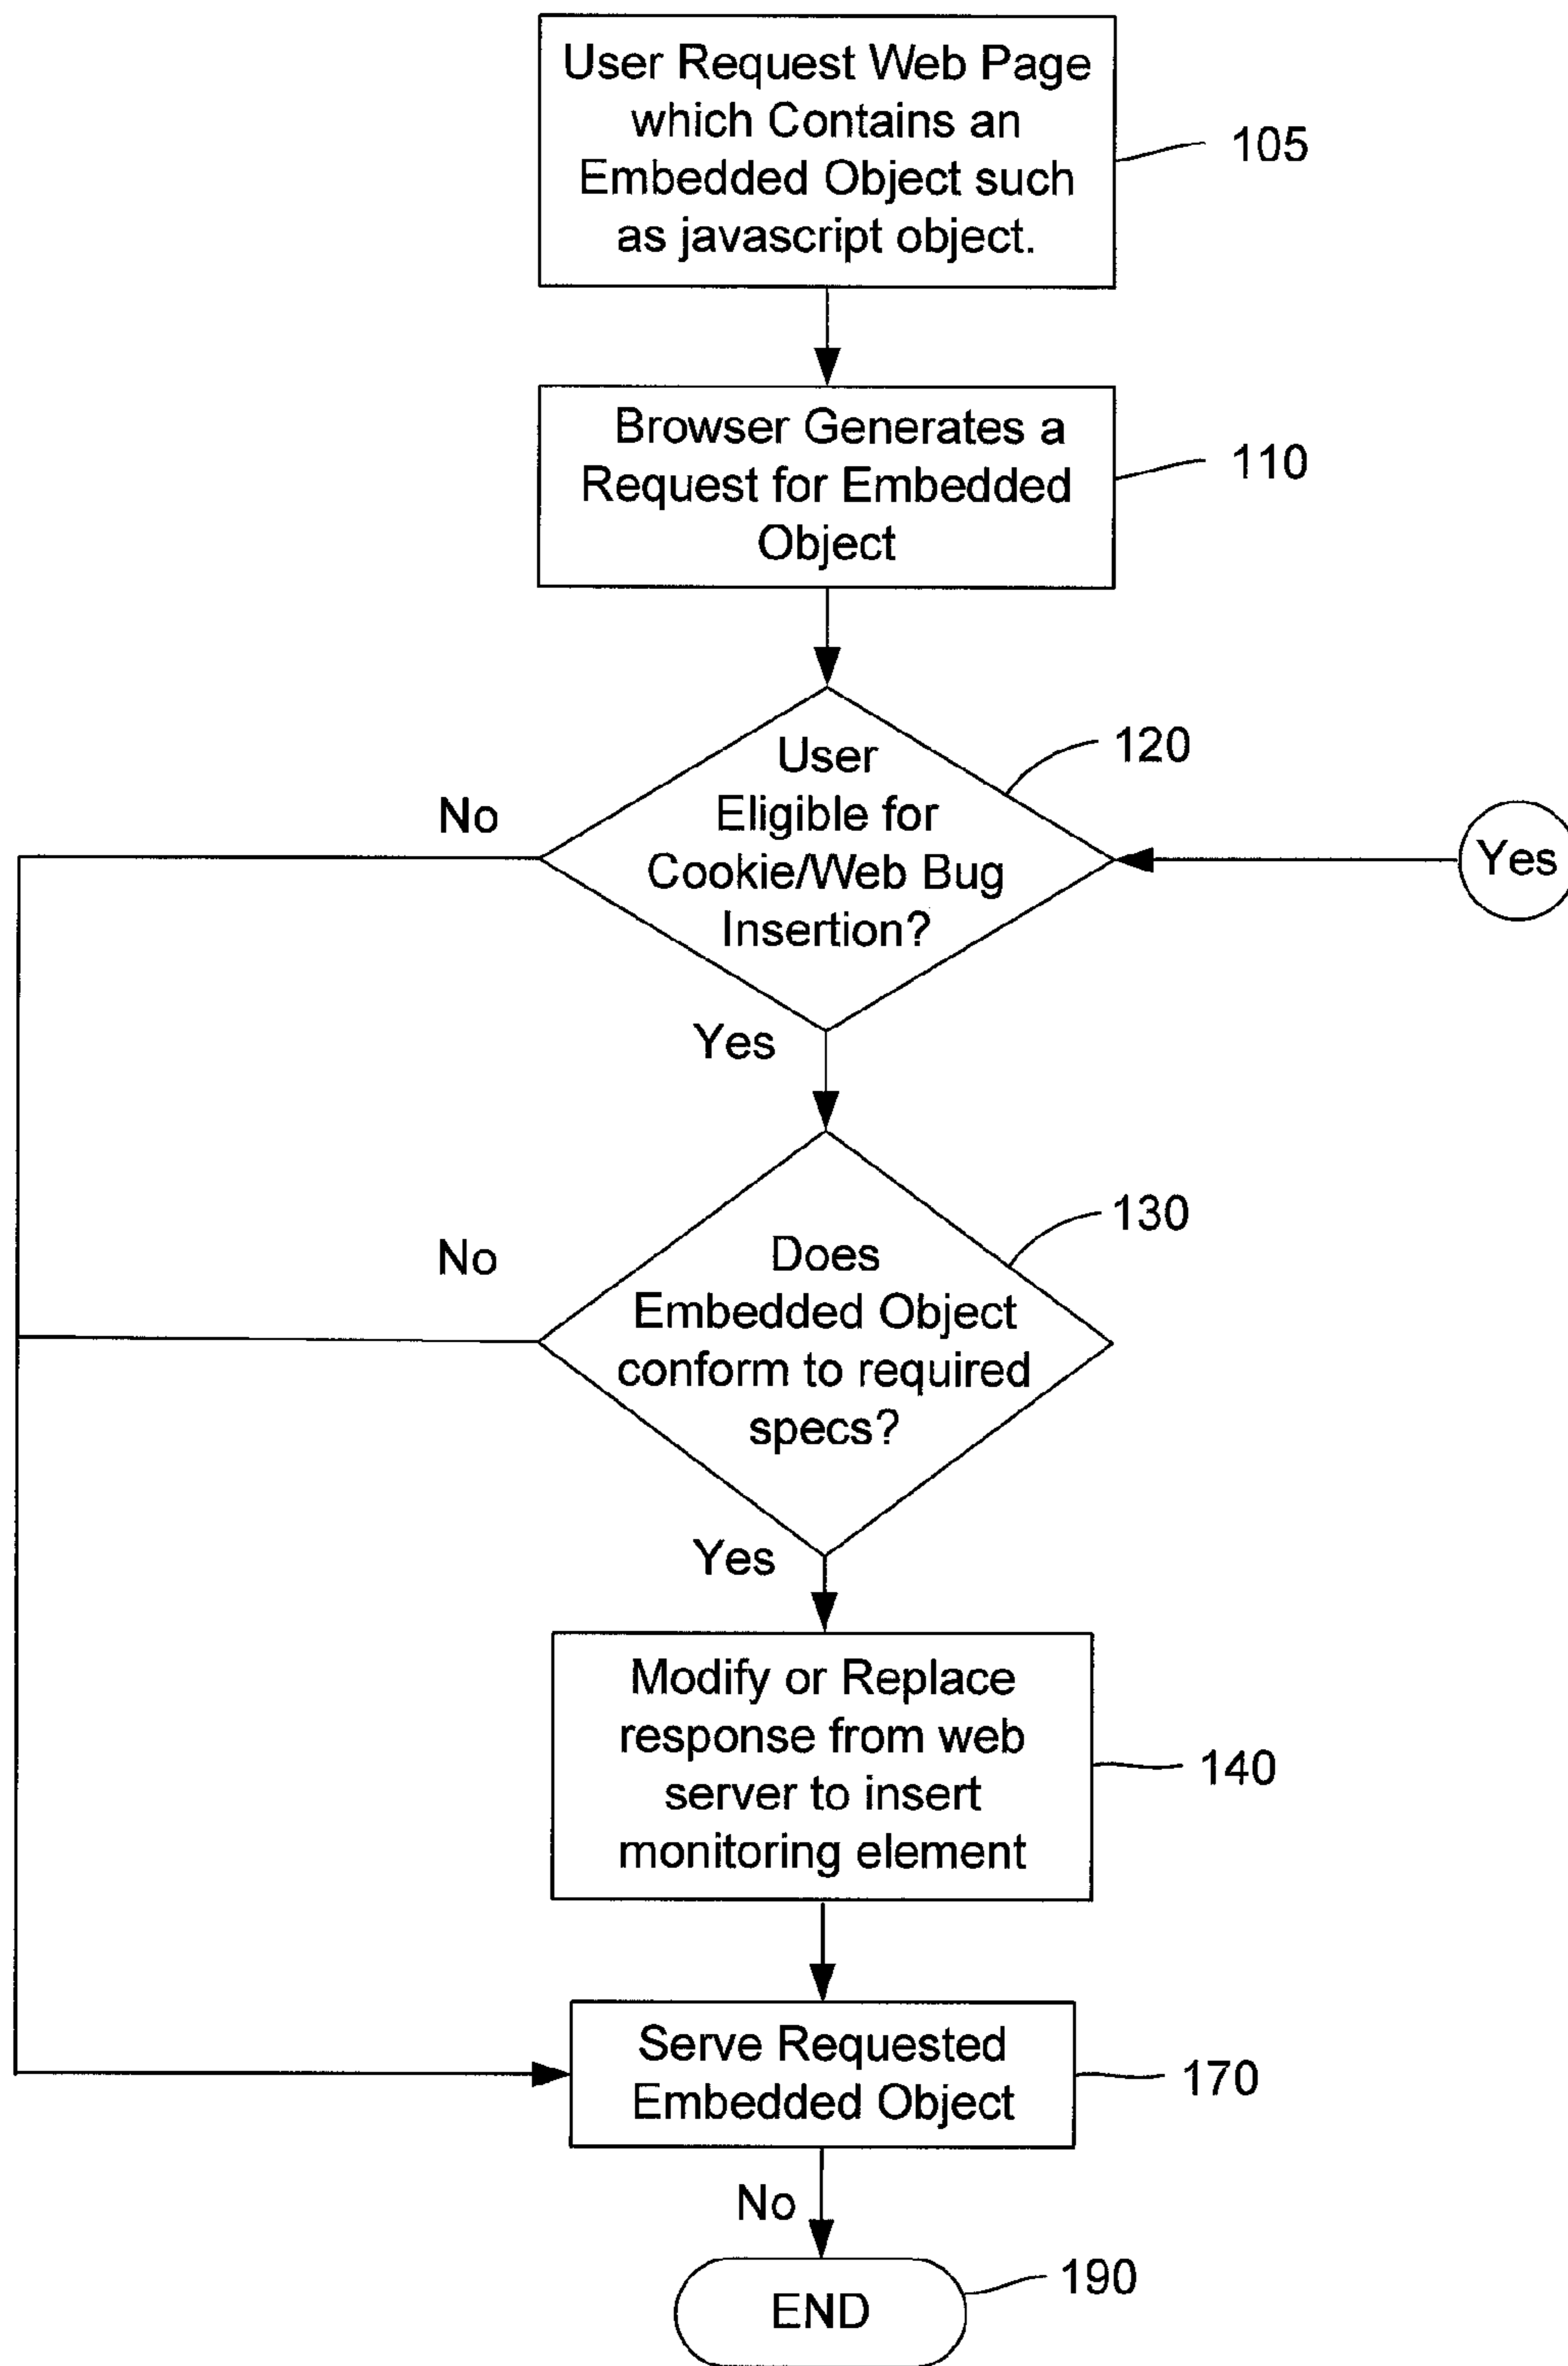 User Request Web Page
which Contains an
Embedded Object such
as javascript object.
105
Browser Generates a
Request for Embedded
Object
110
User
Eligible for
Cookie/Web Bug
Insertion?
120
No
Yes
Yes
Does
Embedded Object
conform to required
specs?
130
No
Yes
Modify or Replace
response from web
server to insert
monitoring element
140
Serve Requested
Embedded Object
170
No
END
190